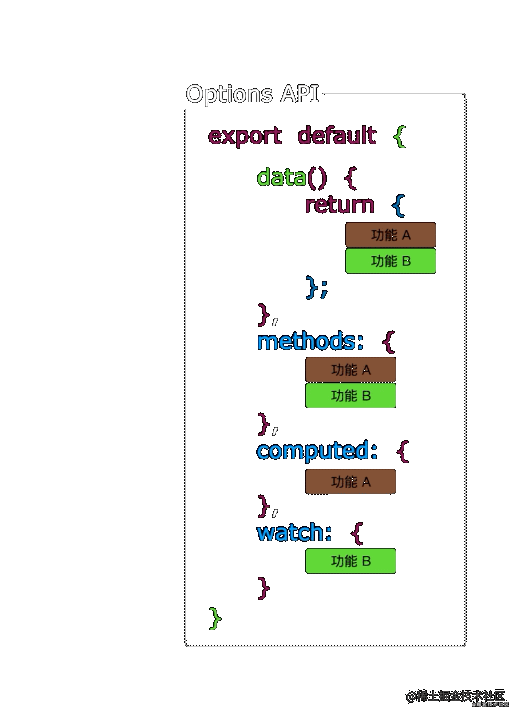 Options API
export default {
data() {
return {
功能 A
功能 B
};
},
methods: {
功能 A
功能 B
},
computed: {
功能 A
},
watch: {
功能 B
}
}
@稀土掘金技术社区